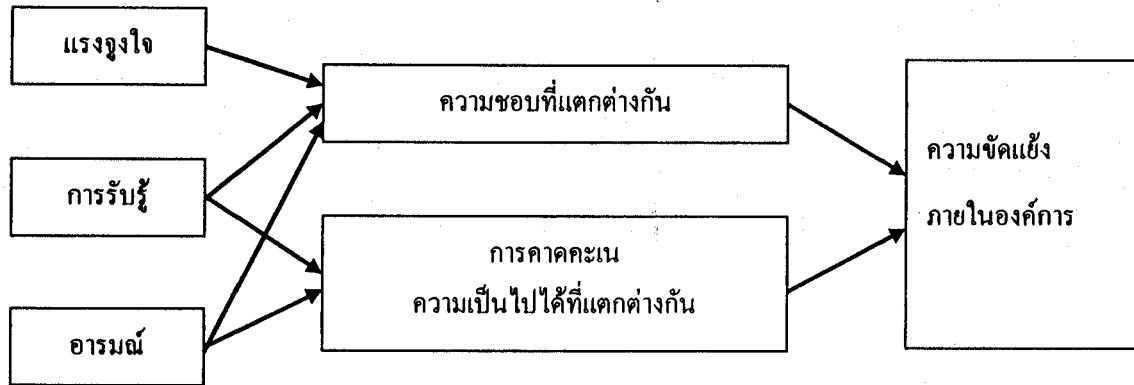 แรงจูงใจ
ความชอบที่แตกต่างกัน
การรับรู้
ความขัดแย้ง
ภายในองค์การ
การคาดคะเน
ความเป็นไปได้ที่แตกต่างกัน
อารมณ์